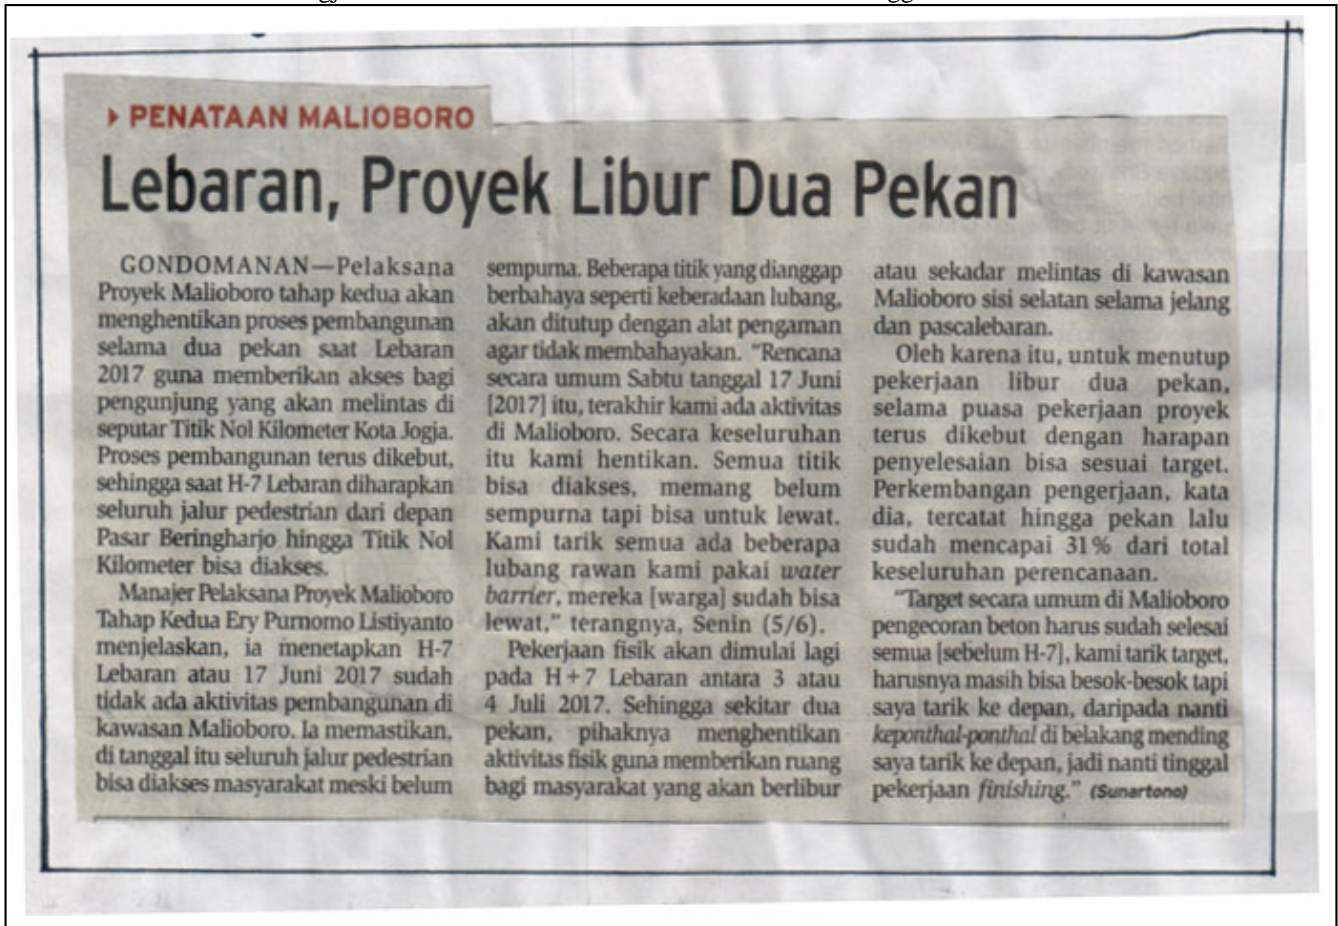 PENATAAN MALIOBORO
Lebaran, Proyek Libur Dua Pekan
GONDOMANAN—Pelaksana
Proyek Malioboro tahap kedua akan
menghentikan proses pembangunan
selama dua pekan saat Lebaran
2017 guna memberikan akses bagi
pengunjung yang akan melintas di
seputar Titik Nol Kilometer Kota Jogja.
Proses pembangunan terus dikebut,
sehingga saat H-7 Lebaran diharapkan
seluruh jalur pedestrian dari depan
Pasar Beringharjo hingga Titik Nol
Kilometer bisa diakses.
Manajer Pelaksana Proyek Malioboro
Tahap Kedua Ery Purnomo Listiyanto
menjelaskan, ia menetapkan H-7
Lebaran atau 17 Juni 2017 sudah
tidak ada aktivitas pembangunan di
kawasan Malioboro. Ia memastikan,
di tanggal itu seluruh jalur pedestrian
bisa diakses masyarakat meski belum
sempurna. Beberapa titik yang dianggap
berbahaya seperti keberadaan lubang,
akan ditutup dengan alat pengaman
agar tidak membahayakan. "Rencana
secara umum Sabtu tanggal 17 Juni
[2017] itu, terakhir kami ada aktivitas
di Malioboro. Secara keseluruhan
itu kami hentikan. Semua titik
bisa diakses, memang belum
sempurna tapi bisa untuk lewat.
Kami tarik semua ada beberapa
lubang rawan kami pakai water
barrier, mereka [warga] sudah bisa
lewat," terangnya, Senin (5/6).
Pekerjaan fisik akan dimulai lagi
pada H+7 Lebaran antara 3 atau
4 Juli 2017. Sehingga sekitar dua
pekan, pihaknya menghentikan
aktivitas fisik guna memberikan ruang
bagi masyarakat yang akan berlibur
atau sekadar melintas di kawasan
Malioboro sisi selatan selama jelang
dan pascalebaran.
Oleh karena itu, untuk menutup
pekerjaan libur dua pekan,
selama puasa pekerjaan proyek
terus dikebut dengan harapan
penyelesaian bisa sesuai target.
Perkembangan pengerjaan, kata
dia, tercatat hingga pekan lalu
sudah mencapai 31% dari total
keseluruhan perencanaan.
"Target secara umum di Malioboro
pengecoran beton harus sudah selesai
semua [sebelum H-7], kami tarik target,
harusnya masih bisa besok-besok tapi
saya tarik ke depan, daripada nanti
keponthal-ponthal di belakang mending
saya tarik ke depan, jadi nanti tinggal
pekerjaan finishing." (Sunartono)